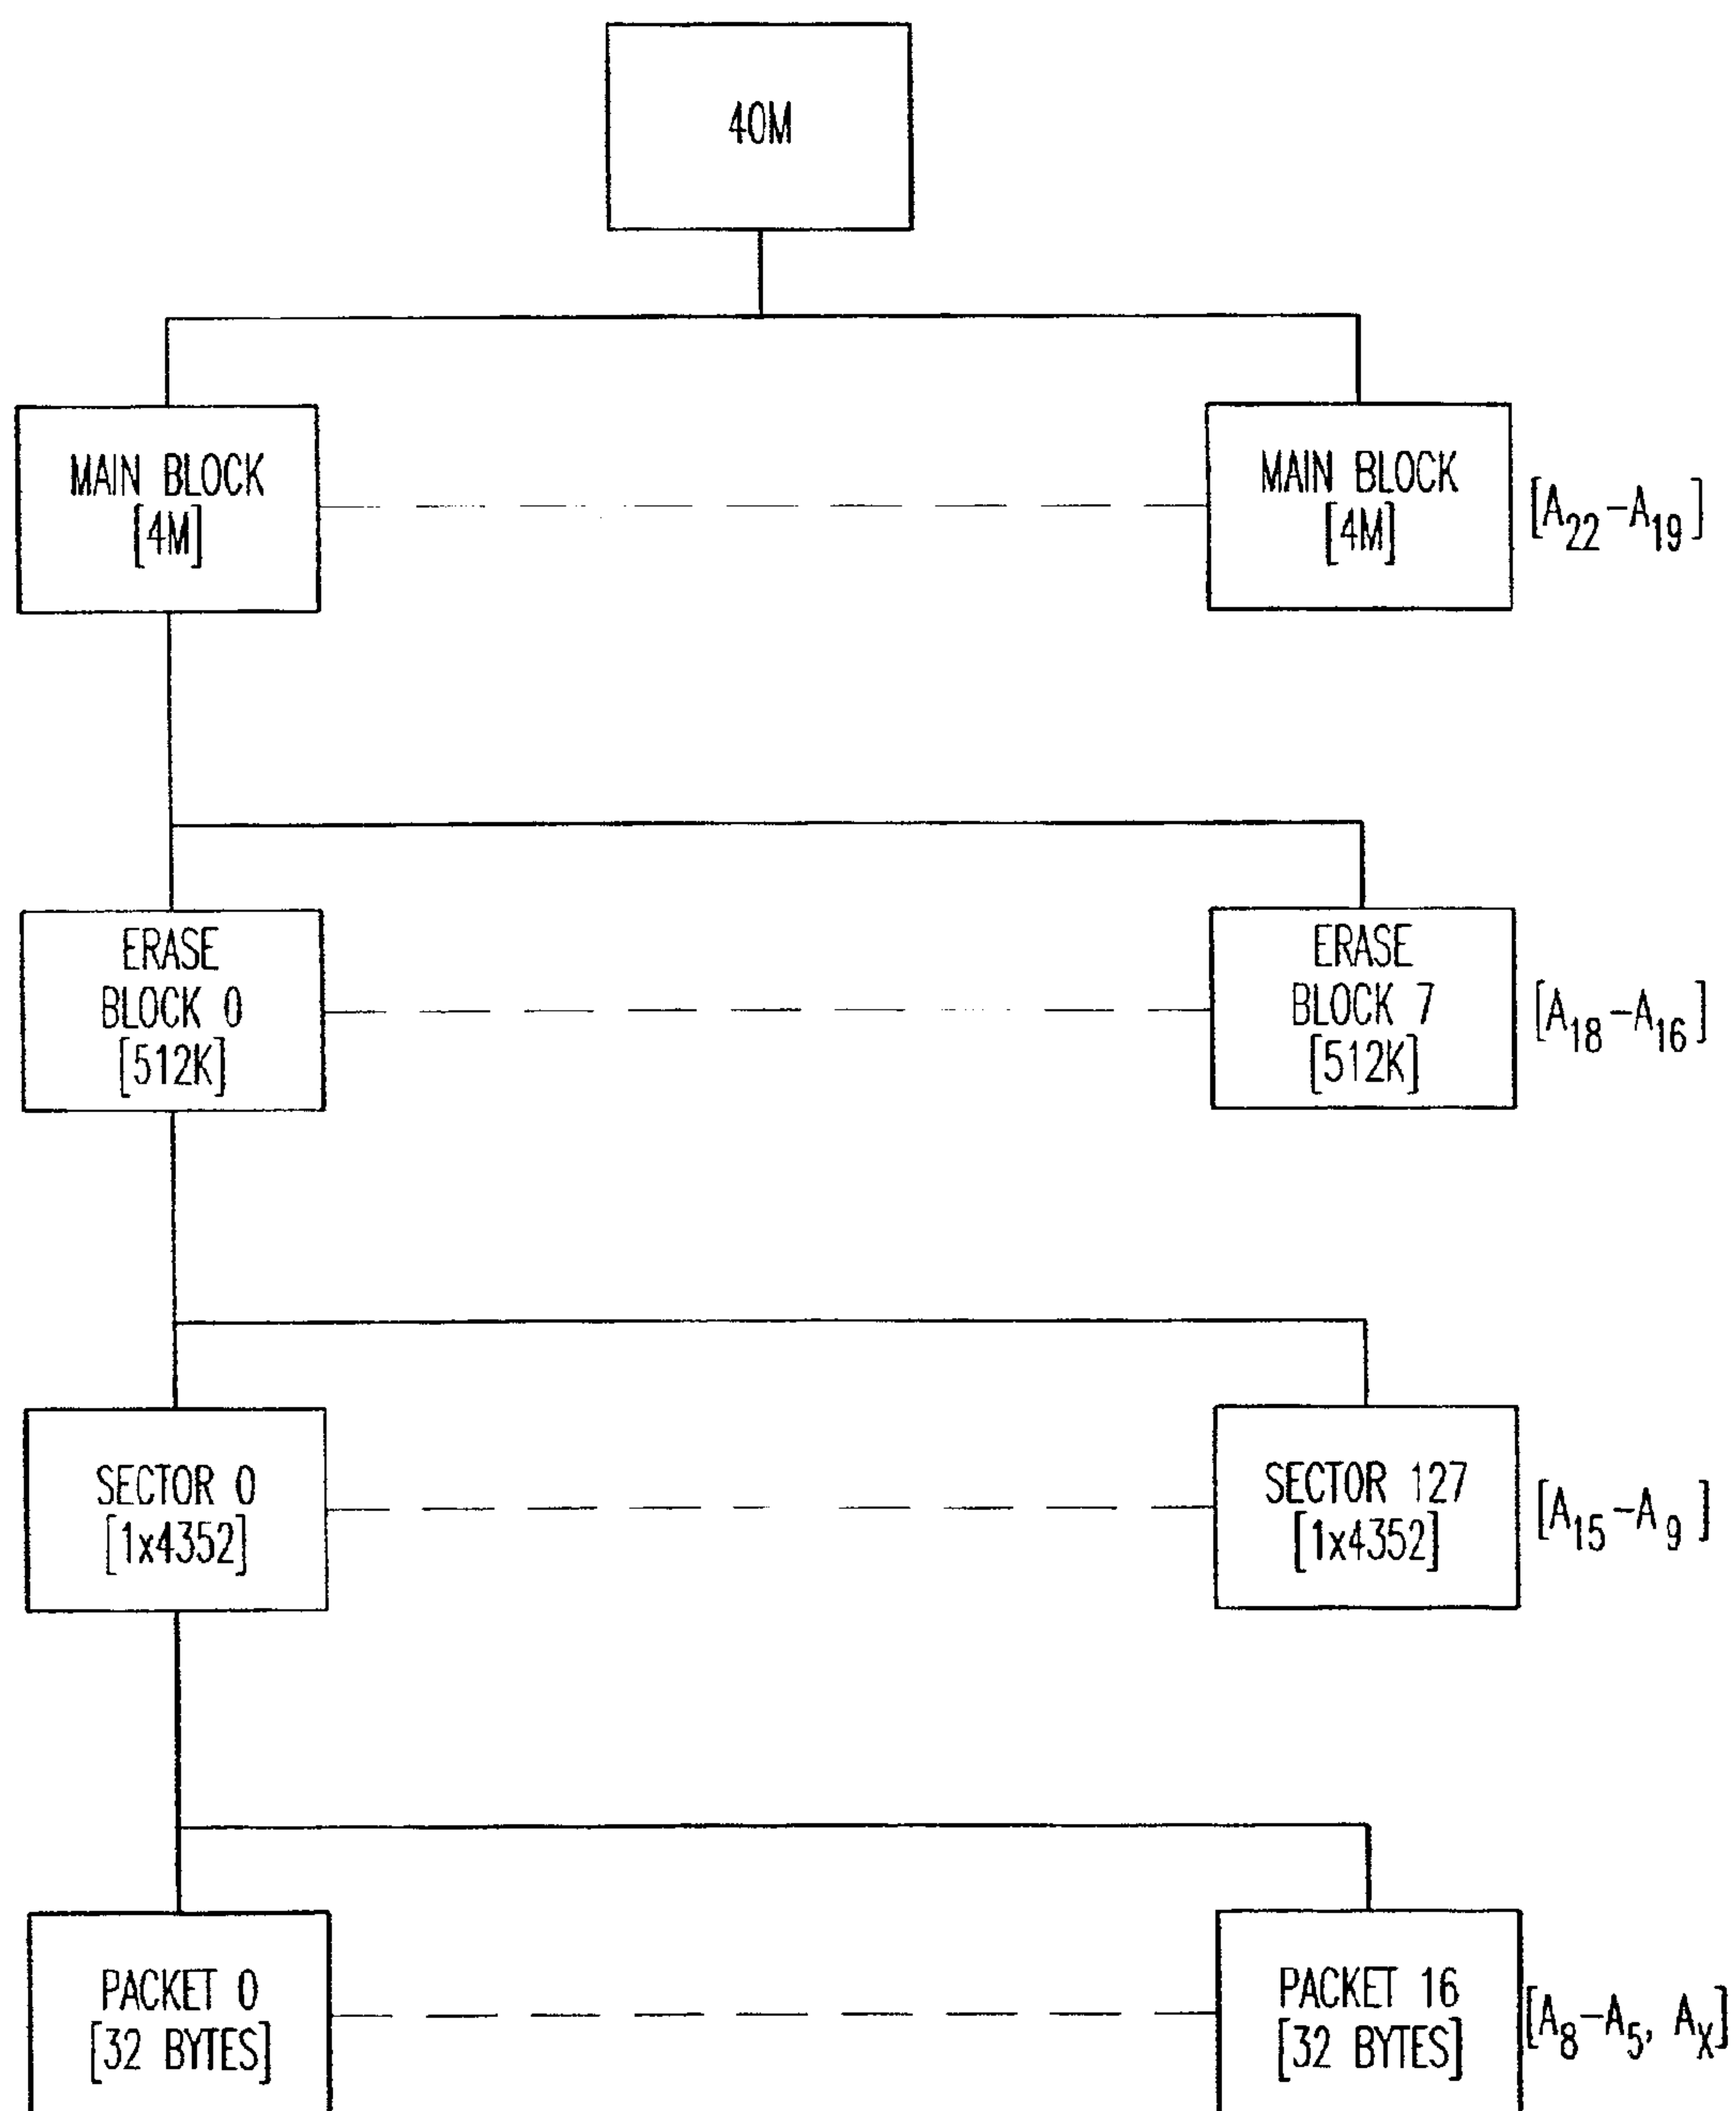 40M
MAIN BLOCK
[4M]
MAIN BLOCK
[4M]
[A22-A19]
ERASE
BLOCK 0
[512K]
ERASE
BLOCK 7
[512K]
[A18-A16]
SECTOR 0
[1x4352]
SECTOR 127
[1x4352]
[A15-A9]
PACKET 0
[32 BYTES]
PACKET 16
[32 BYTES]
[A8-A5, AX]